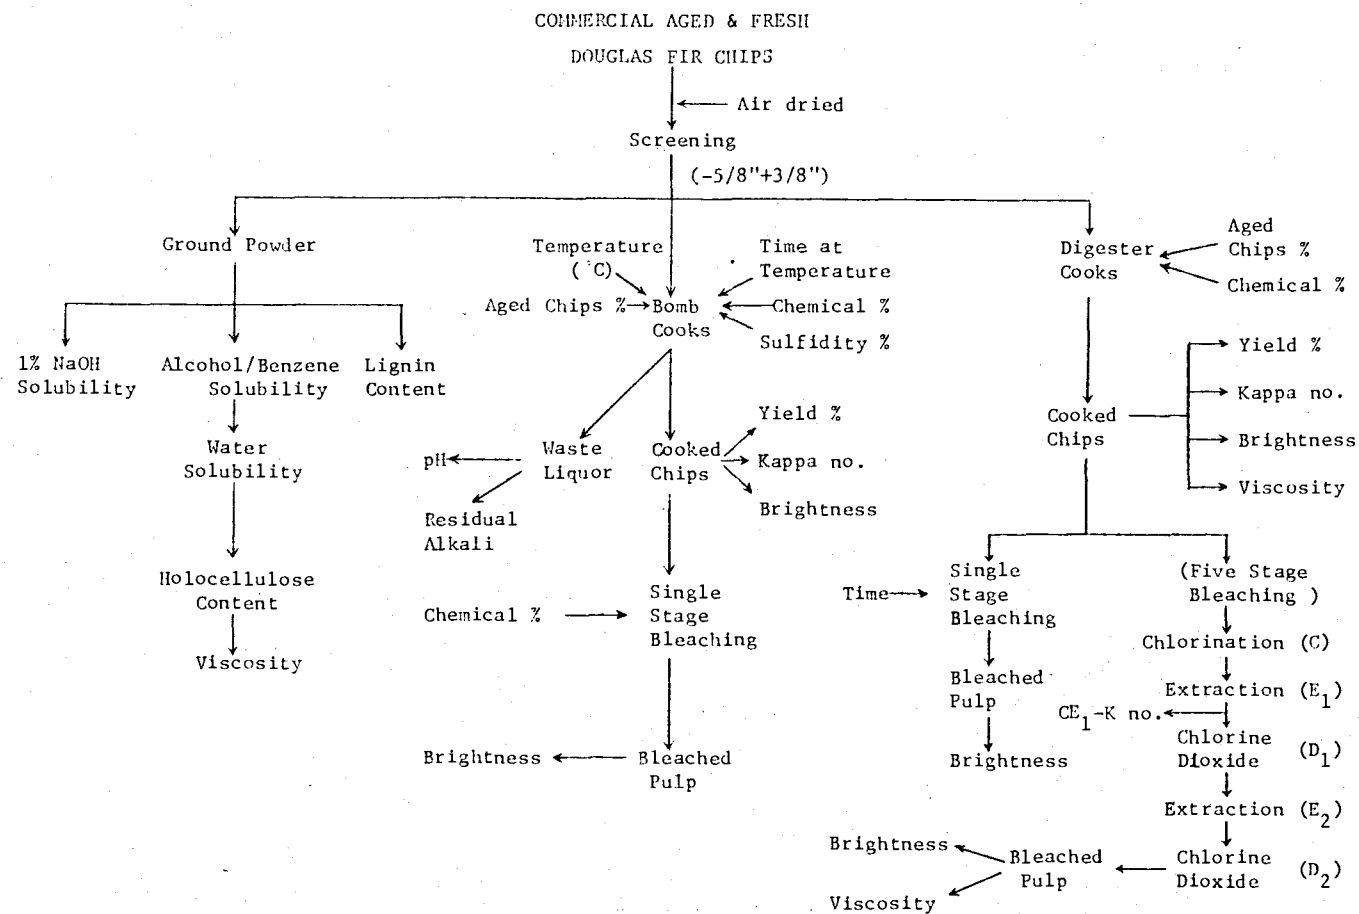 COMMERCIAL AGED & FRESH
DOUGLAS FIR CHIPS
Air dried
Screening
(-5/8"+3/8")
Ground Powder
1% NaOH
Solubility
Alcohol/Benzene
Solubility
Lignin
Content
Water
Solubility
Holocellulose
Content
Viscosity
Temperature
(°C)
Time at
Temperature
Aged Chips %
Bomb
Cooks
Chemical %
Sulfidity %
Waste
Liquor
pH
Residual
Alkali
Cooked
Chips
Yield %
Kappa no.
Brightness
Chemical %
Single
Stage
Bleaching
Brightness
Bleached
Pulp
Digester
Cooks
Aged
Chips %
Chemical %
Cooked
Chips
Yield %
Kappa no.
Brightness
Viscosity
Time
Single
Stage
Bleaching
Bleached
Pulp
Brightness
(Five Stage
Bleaching )
Chlorination (C)
Extraction (E1)
CE1-K no.
Chlorine
Dioxide (D1)
Extraction (E2)
Chlorine
Dioxide (D2)
Bleached
Pulp
Brightness
Viscosity